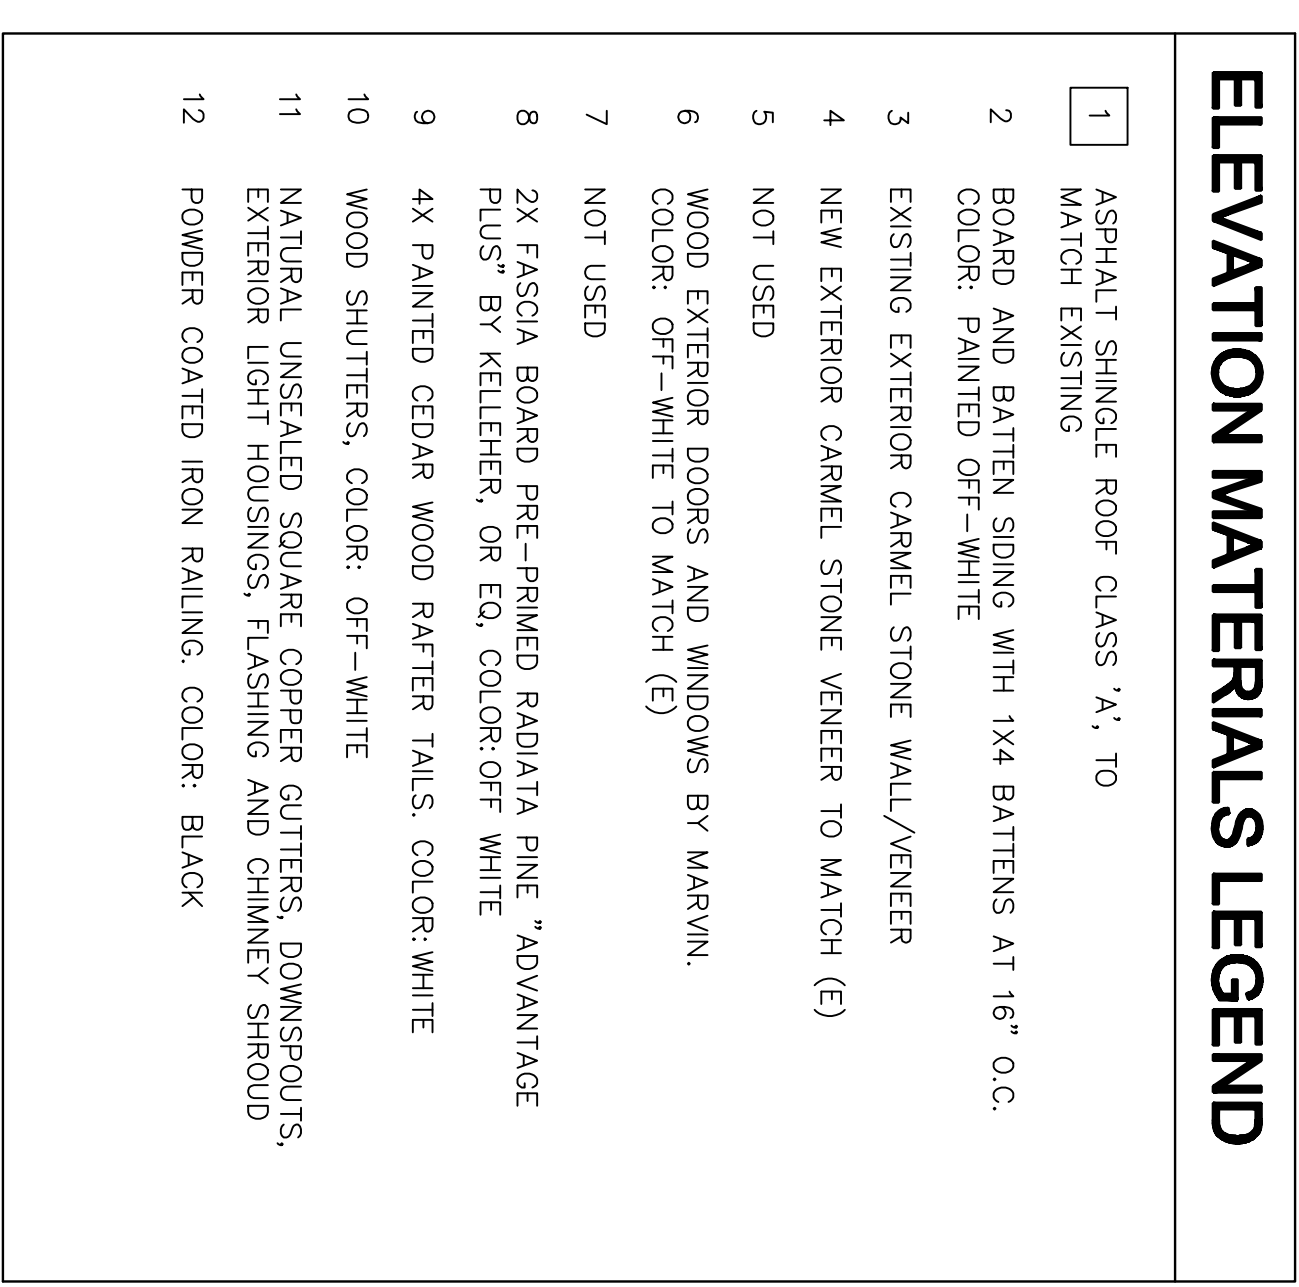 ELEVATION MATERIALS LEGEND
1 ASPHALT SHINGLE ROOF CLASS 'A', TO
MATCH EXISTING
2 BOARD AND BATTEN SIDING WITH 1X4 BATTENS AT 16" O.C.
COLOR: PAINTED OFF-WHITE
3 EXISTING EXTERIOR CARMEL STONE WALL/VENEER
4 NEW EXTERIOR CARMEL STONE VENEER TO MATCH (E)
5 NOT USED
6 WOOD EXTERIOR DOORS AND WINDOWS BY MARVIN.
COLOR: OFF-WHITE TO MATCH (E)
7 NOT USED
8 2X FASCIA BOARD PRE-PRIMED RADIATA PINE "ADVANTAGE
PLUS" BY KELLEHER, OR EQ, COLOR:OFF WHITE
9 4X PAINTED CEDAR WOOD RAFTER TAILS. COLOR:WHITE
10 WOOD SHUTTERS, COLOR: OFF-WHITE
11 NATURAL UNSEALED SQUARE COPPER GUTTERS, DOWNSPOUTS,
EXTERIOR LIGHT HOUSINGS, FLASHING AND CHIMNEY SHROUD
12 POWDER COATED IRON RAILING. COLOR: BLACK